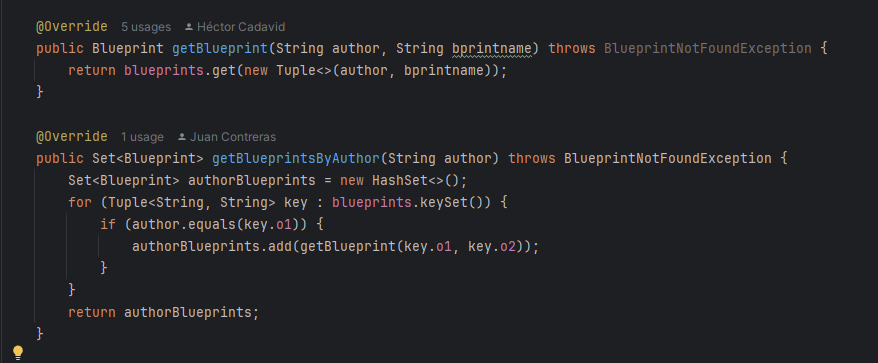 @Override 5 usages Héctor Cadavid
public Blueprint getBlueprint(String author, String bprintname) throws BlueprintNotFoundException {
return blueprints.get(new Tuple<>(author, bprintname));
}
@Override 1 usage Juan Contreras
public Set<Blueprint> getBlueprintsByAuthor(String author) throws BlueprintNotFoundException {
Set<Blueprint> authorBlueprints = new HashSet<>();
for (Tuple<String, String> key : blueprints.keySet()) {
if (author.equals(key.o1)) {
authorBlueprints.add(getBlueprint(key.o1, key.o2));
}
}
return authorBlueprints;
}